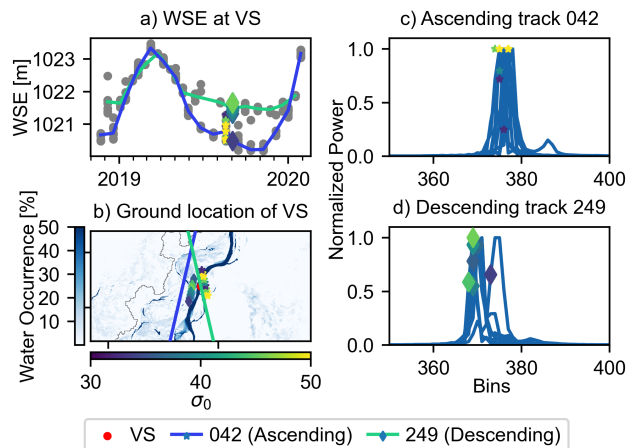 a) WSE at VS
WSE [m]
1023
1022
1021
2019
2020
c) Ascending track 042
Normalized Power
1.0
0.5
0.0
360
380
400
b) Ground location of VS
Water Occurrence [%]
50
40
30
20
10
30
40
50
σ0
d) Descending track 249
1.0
0.5
0.0
360
380
400
Bins
VS
042 (Ascending)
249 (Descending)